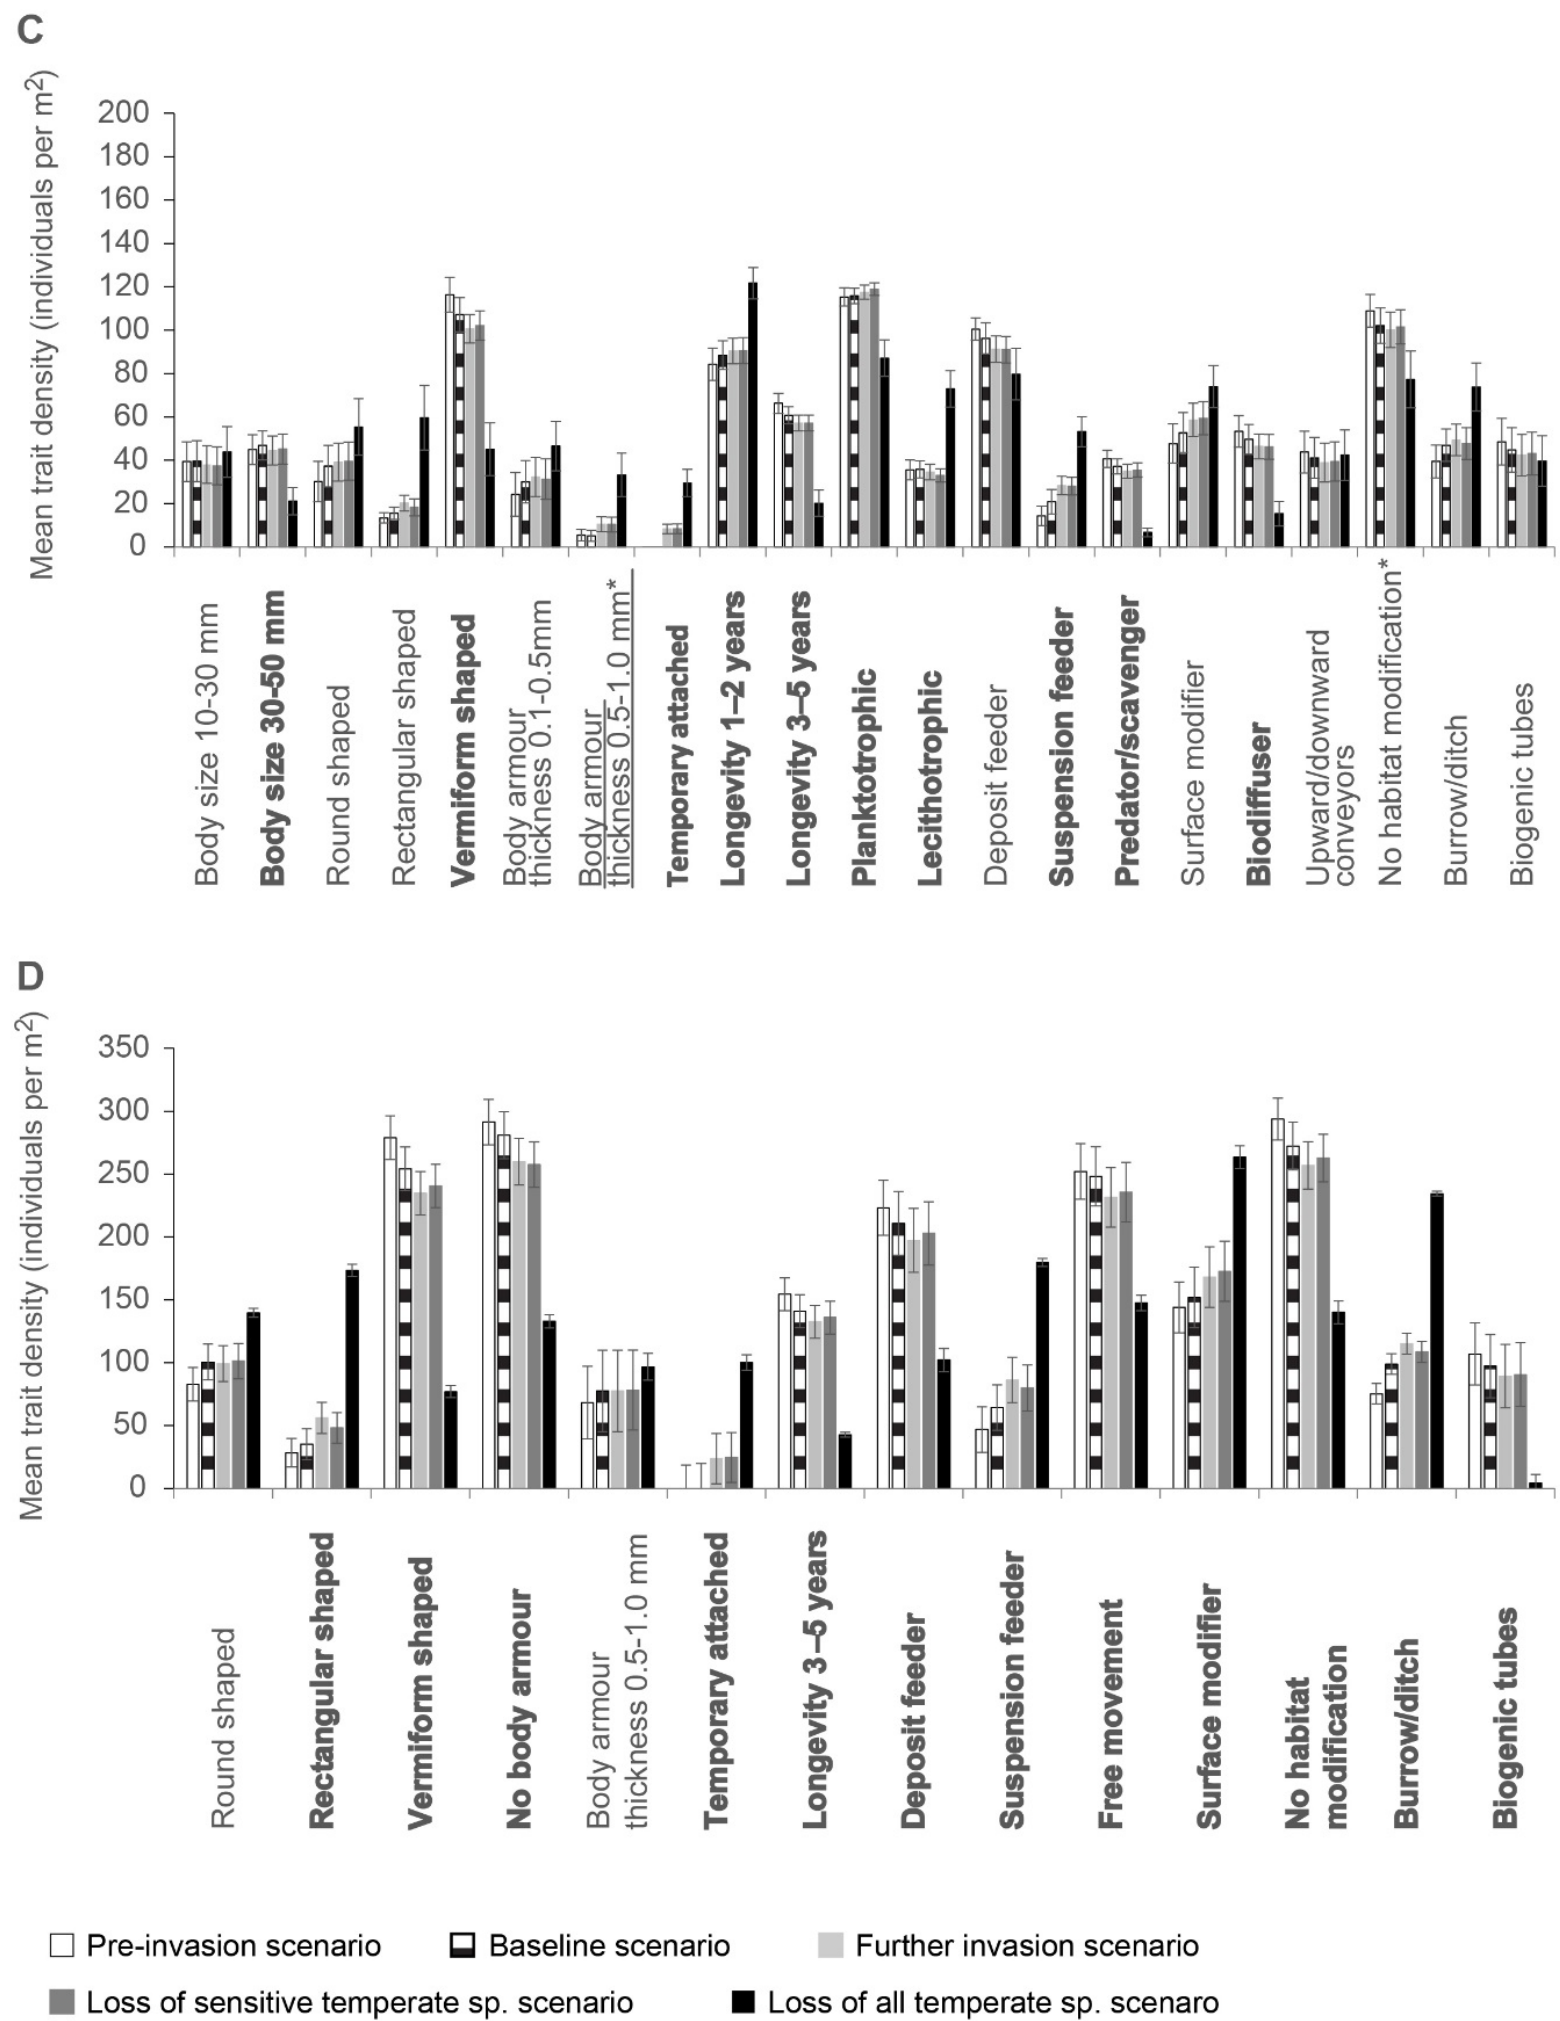 C
Mean trait density (individuals per m2)
200
180
160
140
120
100
80
60
40
20
0
Body size 10-30 mm
Body size 30-50 mm
Round shaped
Rectangular shaped
Vermiform shaped
Body armour
thickness 0.1-0.5mm
Body armour
thickness 0.5-1.0 mm*
Temporary attached
Longevity 1–2 years
Longevity 3–5 years
Planktotrophic
Lecithotrophic
Deposit feeder
Suspension feeder
Predator/scavenger
Surface modifier
Biodiffuser
Upward/downward
conveyors
No habitat modification*
Burrow/ditch
Biogenic tubes
D
Mean trait density (individuals per m2)
350
300
250
200
150
100
50
0
Round shaped
Rectangular shaped
Vermiform shaped
No body armour
Body armour
thickness 0.5-1.0 mm
Temporary attached
Longevity 3–5 years
Deposit feeder
Suspension feeder
Free movement
Surface modifier
No habitat
modification
Burrow/ditch
Biogenic tubes
Pre-invasion scenario
Baseline scenario
Further invasion scenario
Loss of sensitive temperate sp. scenario
Loss of all temperate sp. scenaro